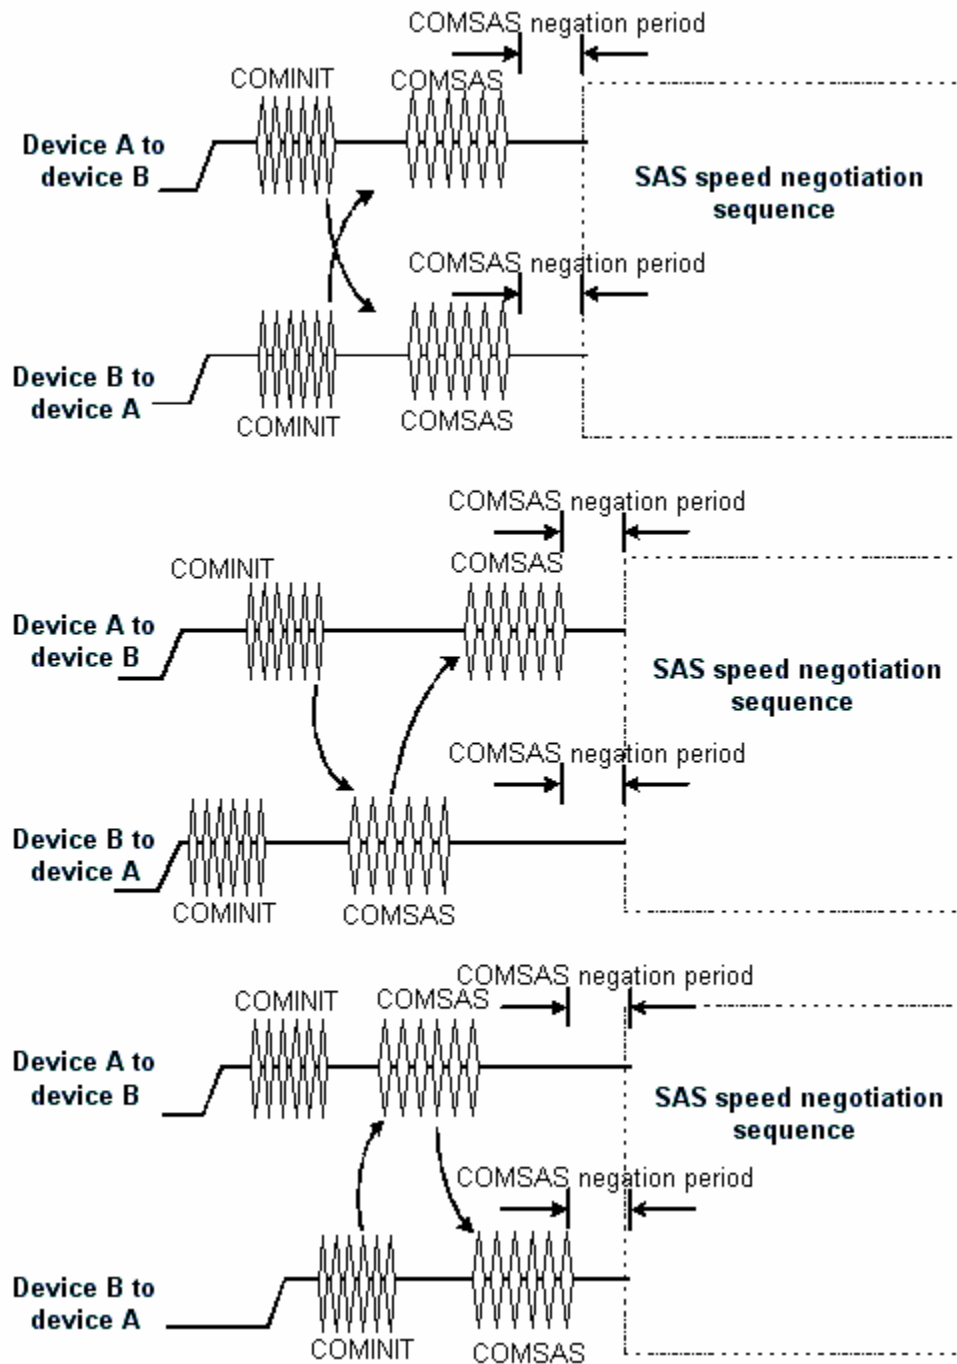 COMSAS negation period
COMINIT
COMSAS
Device A to
device B
SAS speed negotiation
sequence
COMSAS negation period
Device B to
device A
COMINIT
COMSAS
COMSAS negation period
COMINIT
COMSAS
Device A to
device B
SAS speed negotiation
sequence
COMSAS negation period
Device B to
device A
COMINIT
COMSAS
COMSAS negation period
COMINIT
COMSAS
Device A to
device B
SAS speed negotiation
sequence
COMSAS negation period
Device B to
device A
COMINIT
COMSAS